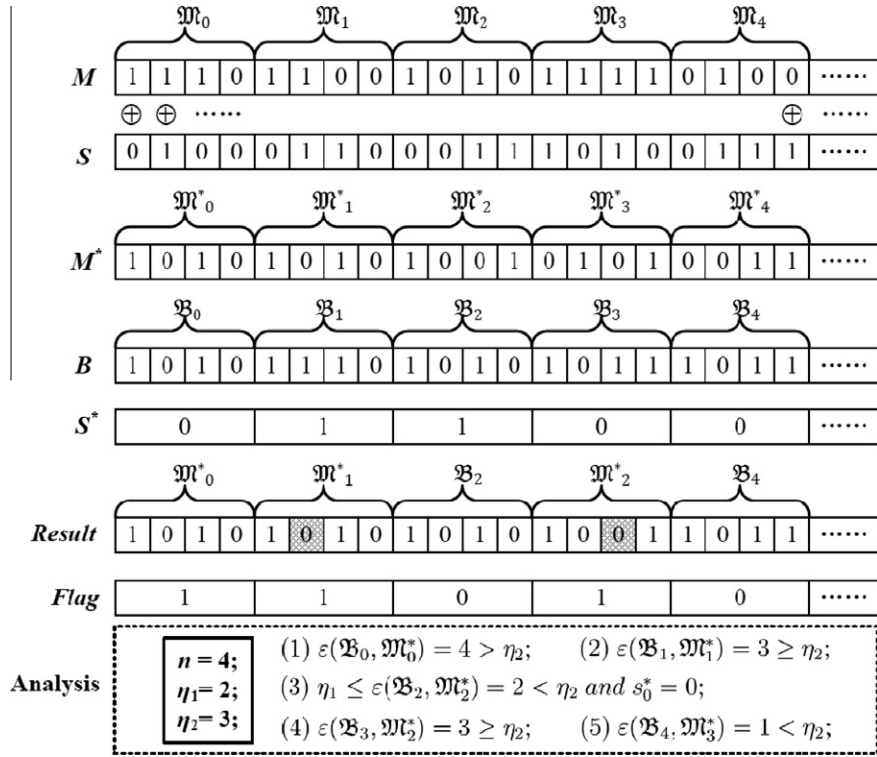 𝔐₀ 𝔐₁ 𝔐₂ 𝔐₃ 𝔐₄
M 1 1 1 0 1 1 0 0 1 0 1 0 1 1 1 1 0 1 0 0 ······
⊕ ⊕ ······ ⊕ ······
S 0 1 0 0 0 1 1 0 0 0 1 1 1 0 1 0 0 1 1 1 ······
𝔐*₀ 𝔐*₁ 𝔐*₂ 𝔐*₃ 𝔐*₄
M* 1 0 1 0 1 0 1 0 1 0 0 1 0 1 0 1 0 0 1 1 ······
𝔅₀ 𝔅₁ 𝔅₂ 𝔅₃ 𝔅₄
B 1 0 1 0 1 1 1 0 1 0 1 0 1 0 1 1 1 0 1 1 ······
S* 0 1 1 0 0 ······
𝔐*₀ 𝔐*₁ 𝔅₂ 𝔐*₂ 𝔅₄
Result 1 0 1 0 1 0 1 0 1 0 1 0 1 0 0 1 1 0 1 1 ······
Flag 1 1 0 1 0 ······
Analysis
n = 4;
η₁= 2;
η₂= 3;
(1) ε(𝔅₀, 𝔐₀*) = 4 > η₂; (2) ε(𝔅₁, 𝔐₁*) = 3 ≥ η₂;
(3) η₁ ≤ ε(𝔅₂, 𝔐₂*) = 2 < η₂ and s₀* = 0;
(4) ε(𝔅₃, 𝔐₂*) = 3 ≥ η₂; (5) ε(𝔅₄, 𝔐₃*) = 1 < η₂;